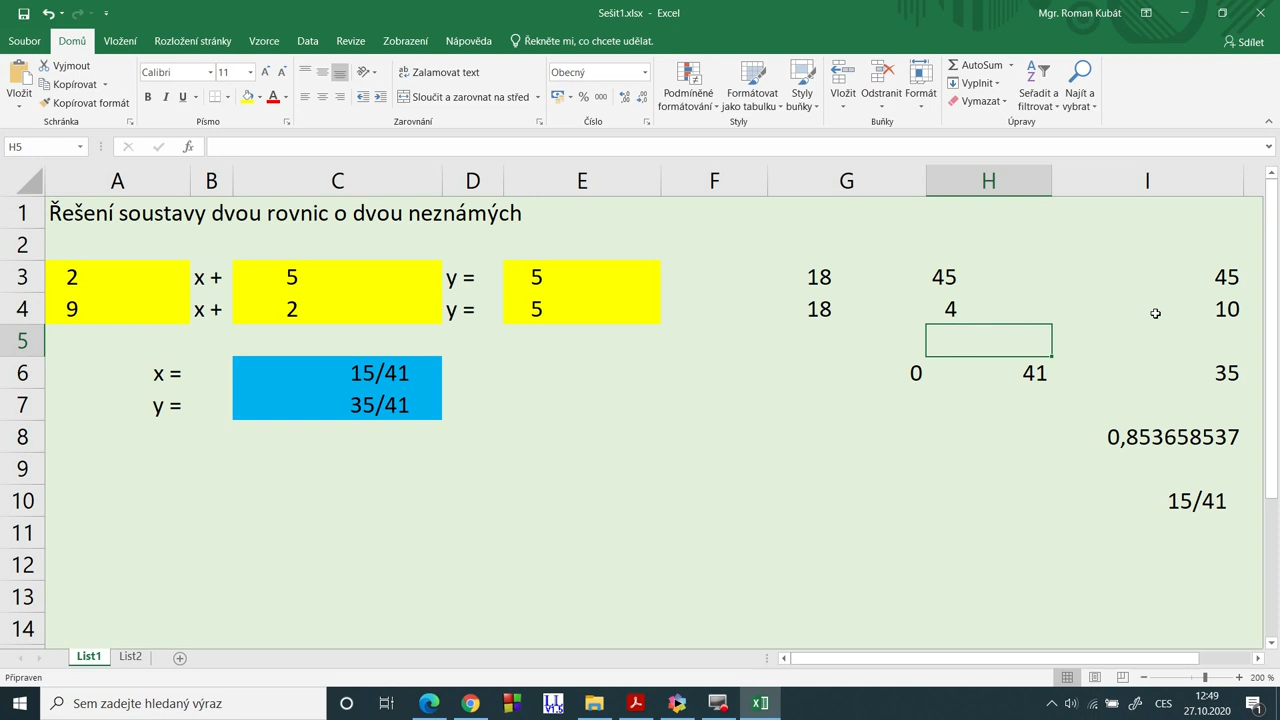 Sešit1.xlsx - Excel
Mgr. Roman Kubát
Soubor Domů Vložení Rozložení stránky Vzorce Data Revize Zobrazení Nápověda Řekněte mi, co chcete udělat. Sdílet
Vložit Vyjmout Kopírovat Kopírovat formát Schránka
Calibri 11 B I U A Písmo
Zalamovat text Sloučit a zarovnat na střed Zarovnání
Obecný % 000 Číslo
Podmíněné formátování Formátovat jako tabulku Styly buňky Styly
Vložit Odstranit Formát Buňky
AutoSum Vyplnit Vymazat Seřadit a filtrovat Najít a vybrat Úpravy
H5 fx
A B C D E F G H I
1 Řešení soustavy dvou rovnic o dvou neznámých
2
3 2 x + 5 y = 5 18 45 45
4 9 x + 2 y = 5 18 4 10
5
6 x = 15/41 0 41 35
7 y = 35/41
8 0,853658537
9
10 15/41
11
12
13
14
List1 List2
Připraven 200 %
Sem zadejte hledaný výraz CES 12:49
27.10.2020